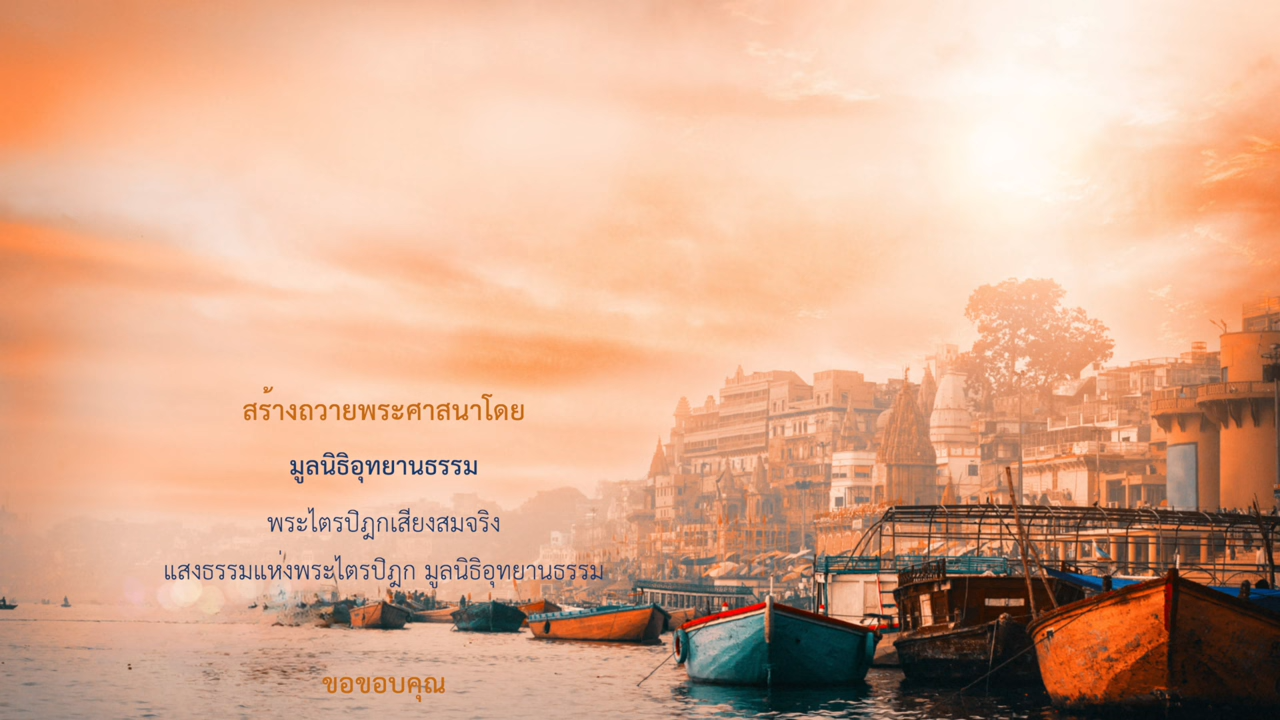 สร้างถวายพระศาสนาโดย
มูลนิธิอุทยานธรรม
พระไตรปิฎกเสียงสมจริง
แสงธรรมแห่งพระไตรปิฎก มูลนิธิอุทยานธรรม
ขอขอบคุณ